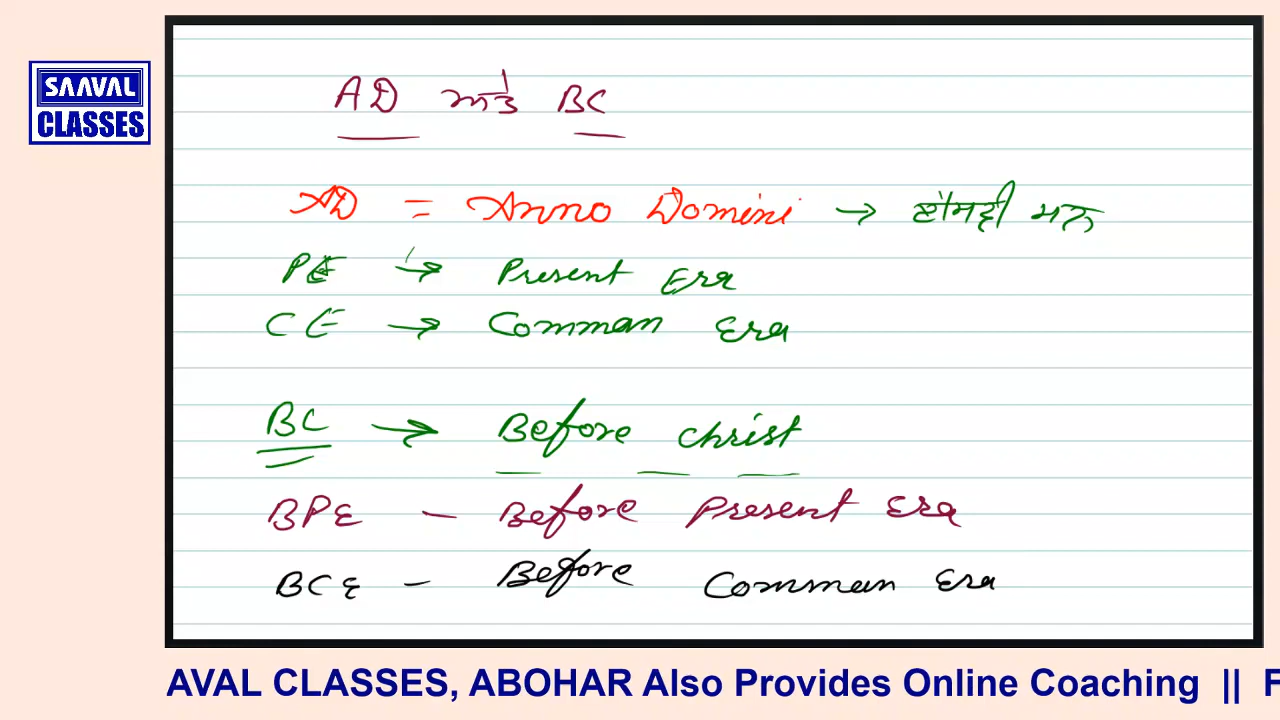 SAAVAL
CLASSES
AD ਅਤੇ BC
AD = Anno Domini → ਈਸਵੀ ਸਨ
PE → Present Era
CE → Comman Era
BC → Before Christ
BPE - Before Present Era
BCE - Before Comman Era
AVAL CLASSES, ABOHAR Also Provides Online Coaching || F